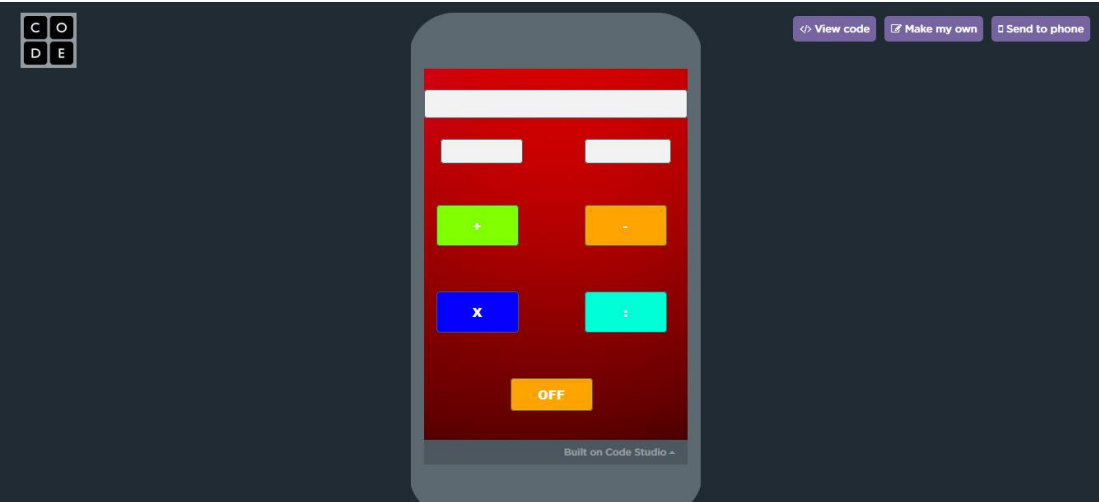 C O
D E
View code
Make my own
Send to phone
+
-
X
:
OFF
Built on Code Studio